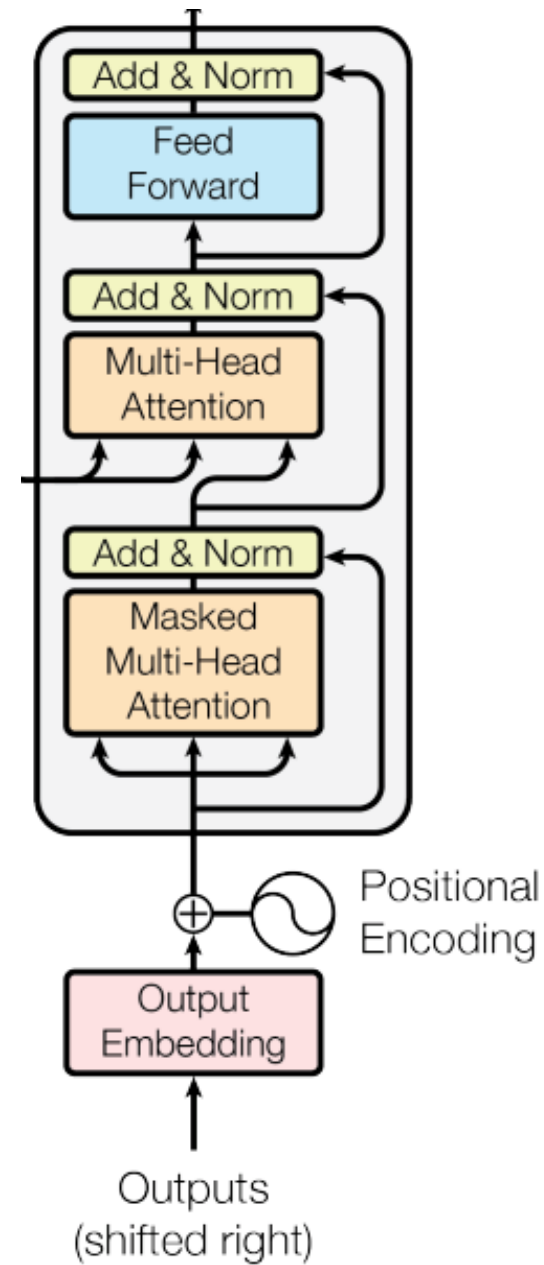 Add & Norm
Feed
Forward
Add & Norm
Multi-Head
Attention
Add & Norm
Masked
Multi-Head
Attention
Positional
Encoding
Output
Embedding
Outputs
(shifted right)